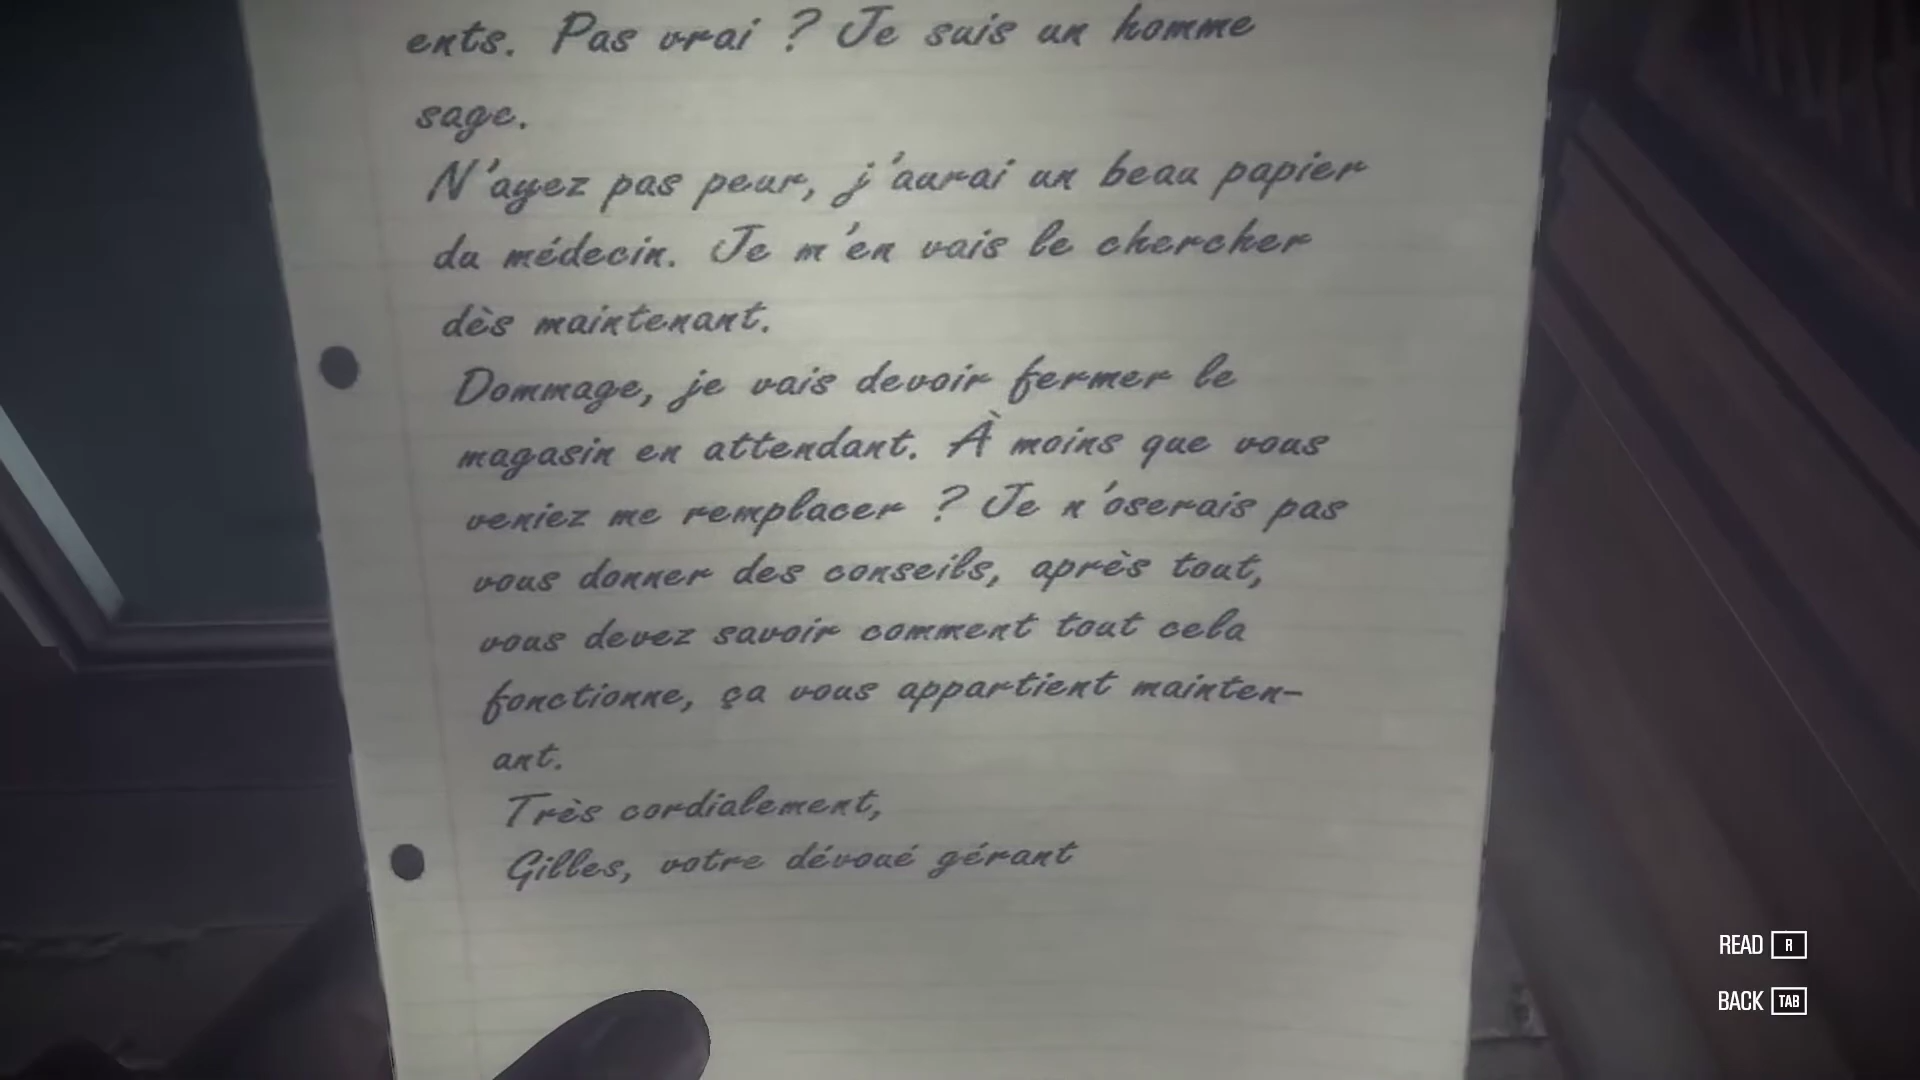 ents. Pas vrai ? Je suis un homme
sage.
N'ayez pas peur, j'aurai un beau papier
du médecin. Je m'en vais le chercher
dès maintenant.
Dommage, je vais devoir fermer le
magasin en attendant. À moins que vous
veniez me remplacer ? Je n'oserais pas
vous donner des conseils, après tout,
vous devez savoir comment tout cela
fonctionne, ça vous appartient mainten-
ant.
Très cordialement,
Gilles, votre dévoué gérant
READ R
BACK TAB